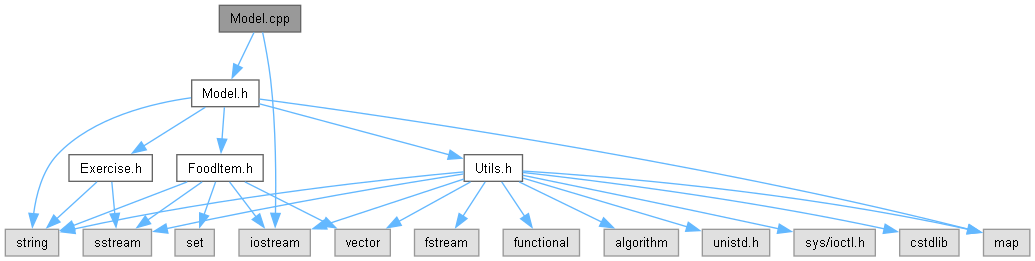 Model.cpp
Model.h
Exercise.h
FoodItem.h
Utils.h
string
sstream
set
iostream
vector
fstream
functional
algorithm
unistd.h
sys/ioctl.h
cstdlib
map